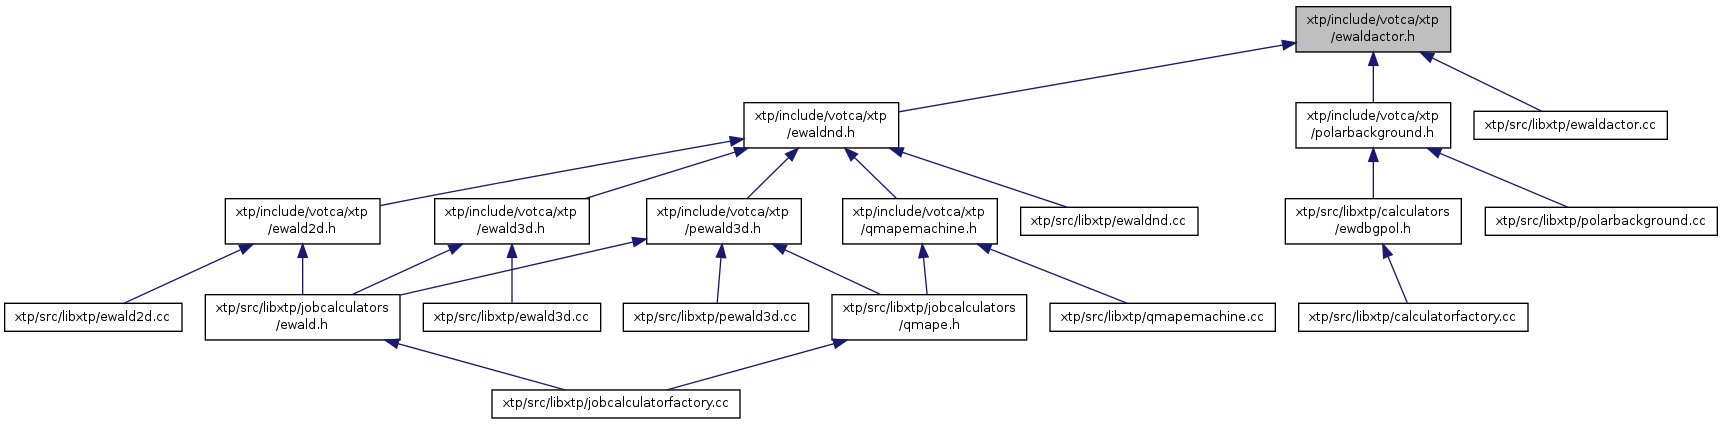 xtp/include/votca/xtp
/ewaldactor.h
xtp/include/votca/xtp
/ewaldnd.h
xtp/include/votca/xtp
/polarbackground.h
xtp/src/libxtp/ewaldactor.cc
xtp/include/votca/xtp
/ewald2d.h
xtp/include/votca/xtp
/ewald3d.h
xtp/include/votca/xtp
/pewald3d.h
xtp/include/votca/xtp
/qmapemachine.h
xtp/src/libxtp/ewaldnd.cc
xtp/src/libxtp/calculators
/ewdbgpol.h
xtp/src/libxtp/polarbackground.cc
xtp/src/libxtp/ewald2d.cc
xtp/src/libxtp/jobcalculators
/ewald.h
xtp/src/libxtp/ewald3d.cc
xtp/src/libxtp/pewald3d.cc
xtp/src/libxtp/jobcalculators
/qmape.h
xtp/src/libxtp/qmapemachine.cc
xtp/src/libxtp/calculatorfactory.cc
xtp/src/libxtp/jobcalculatorfactory.cc